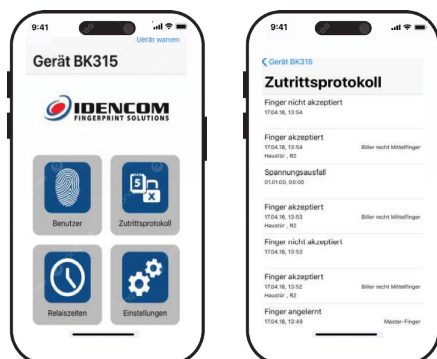 9:41
Gerät wählen
Gerät BK315
IDENCOM
FINGERPRINT SOLUTIONS
Benutzer
5
X
Zutrittsprotokoll
Relaiszeiten
Einstellungen
9:41
Gerät BK315
Zutrittsprotokoll
Finger nicht akzeptiert
17.04.18, 13:54
Finger akzeptiert
17.04.18, 13:54 Biller recht Mittelfinger
Haustür , R2
Spannungsausfall
01.01.00, 00:00
Finger akzeptiert
17.04.18, 13:53 Biller recht Mittelfinger
Haustür , R2
Finger nicht akzeptiert
17.04.18, 13:53
Finger akzeptiert
17.04.18, 13:52 Biller recht Mittelfinger
Haustür , R2
Finger angelernt
17.04.18, 13:49 Master-Finger